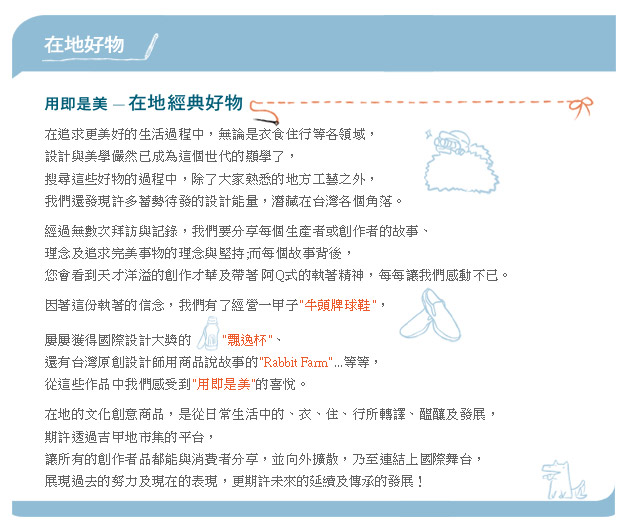 在地好物
用即是美 — 在地經典好物
在追求更美好的生活過程中，無論是衣食住行等各領域，
設計與美學儼然已成為這個世代的顯學了，
搜尋這些好物的過程中，除了大家熟悉的地方工藝之外，
我們還發現許多蓄勢待發的設計能量，潛藏在台灣各個角落。
經過無數次拜訪與記錄，我們要分享每個生產者或創作者的故事、
理念及追求完美事物的理念與堅持;而每個故事背後，
您會看到天才洋溢的創作才華及帶著 阿Q式的執著精神，每每讓我們感動不已。
因著這份執著的信念，我們有了經營一甲子"牛頭牌球鞋"，
屢屢獲得國際設計大獎的 "飄逸杯"、
還有台灣原創設計師用商品說故事的"Rabbit Farm"...等等，
從這些作品中我們感受到"用即是美"的喜悅。
在地的文化創意商品，是從日常生活中的、衣、住、行所轉譯、醞釀及發展，
期許透過吉甲地市集的平台，
讓所有的創作者品都能與消費者分享，並向外擴散，乃至連結上國際舞台，
展現過去的努力及現在的表現，更期許未來的延續及傳承的發展！